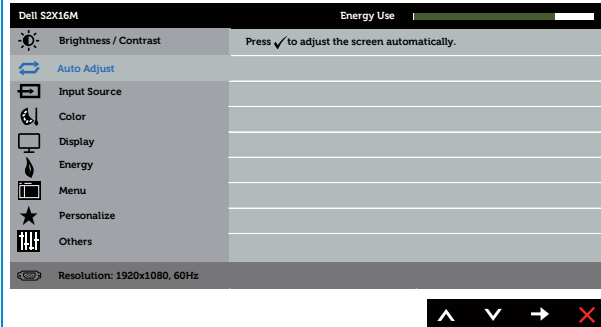 Dell S2X16M Energy Use
Brightness / Contrast Press ✓ to adjust the screen automatically.
Auto Adjust
Input Source
Color
Display
Energy
Menu
Personalize
Others
Resolution: 1920x1080, 60Hz